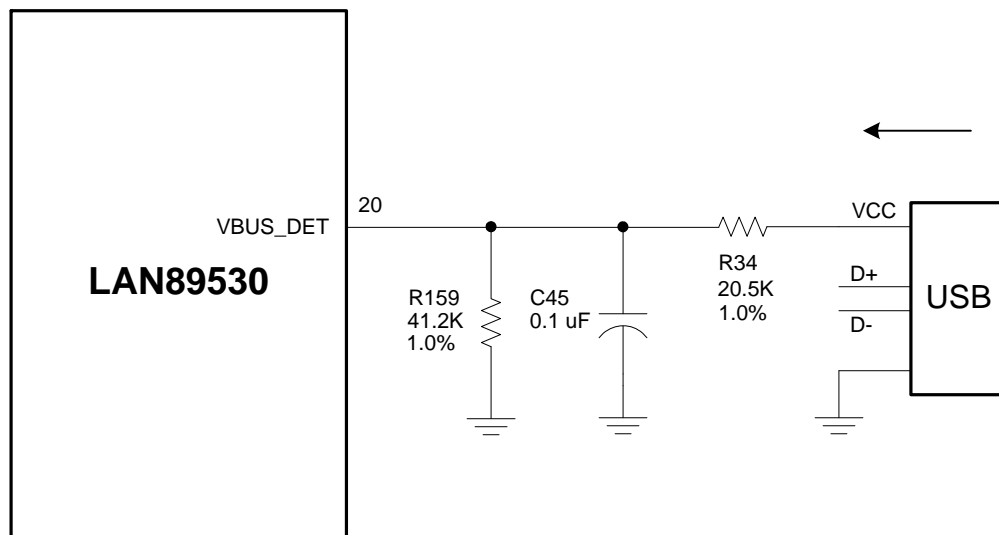 VBUS_DET
20
LAN89530
R159
41.2K
1.0%
C45
0.1 uF
R34
20.5K
1.0%
VCC
D+
D-
USB